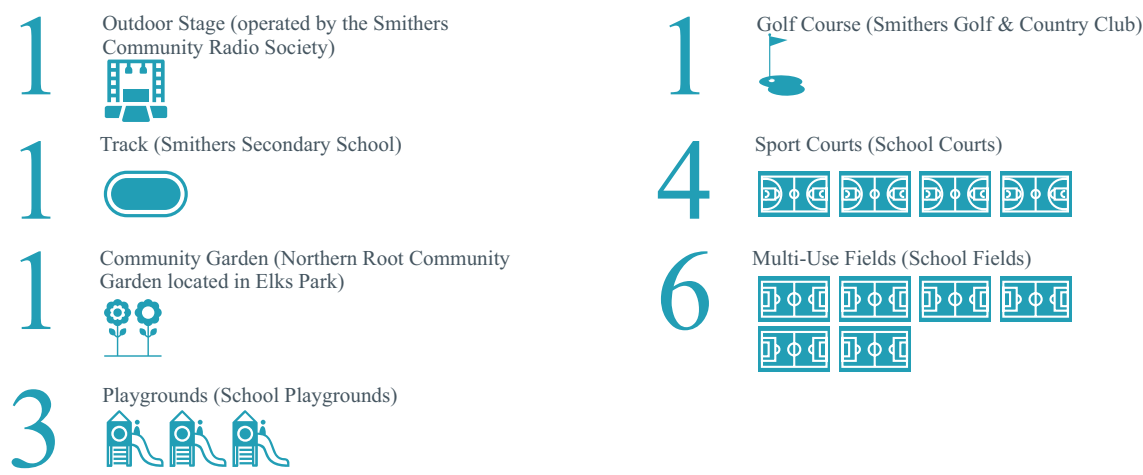 1
Outdoor Stage (operated by the Smithers
Community Radio Society)
1
Track (Smithers Secondary School)
1
Community Garden (Northern Root Community
Garden located in Elks Park)
3
Playgrounds (School Playgrounds)
1
Golf Course (Smithers Golf & Country Club)
4
Sport Courts (School Courts)
6
Multi-Use Fields (School Fields)